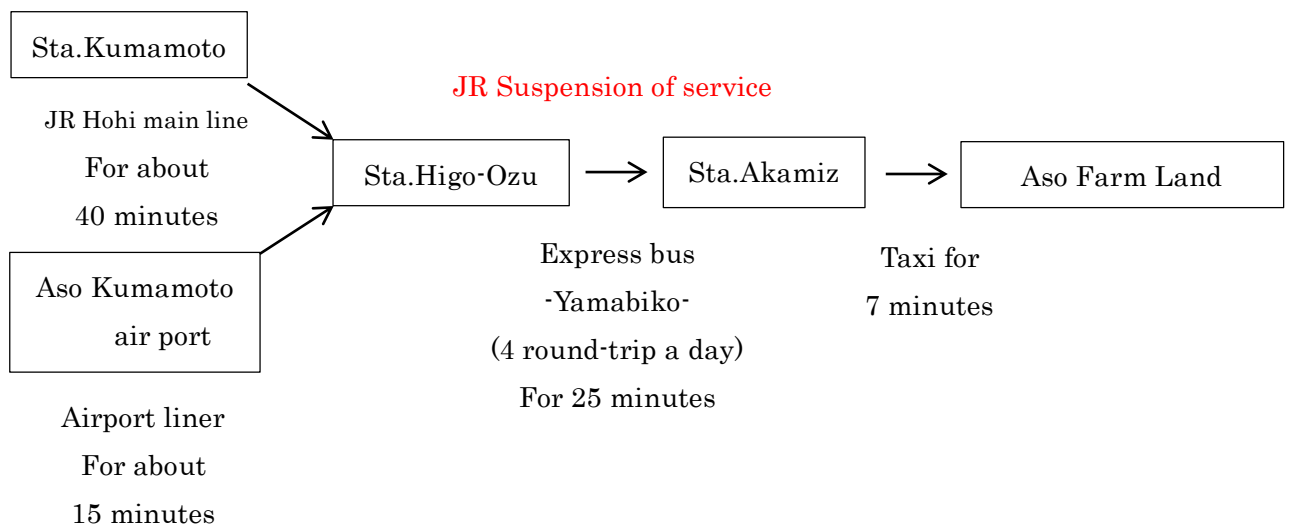 Sta.Kumamoto
JR Suspension of service
JR Hohi main line
For about
40 minutes
Sta.Higo-Ozu
Sta.Akamiz
Aso Farm Land
Aso Kumamoto
air port
Express bus
-Yamabiko-
(4 round-trip a day)
For 25 minutes
Taxi for
7 minutes
Airport liner
For about
15 minutes